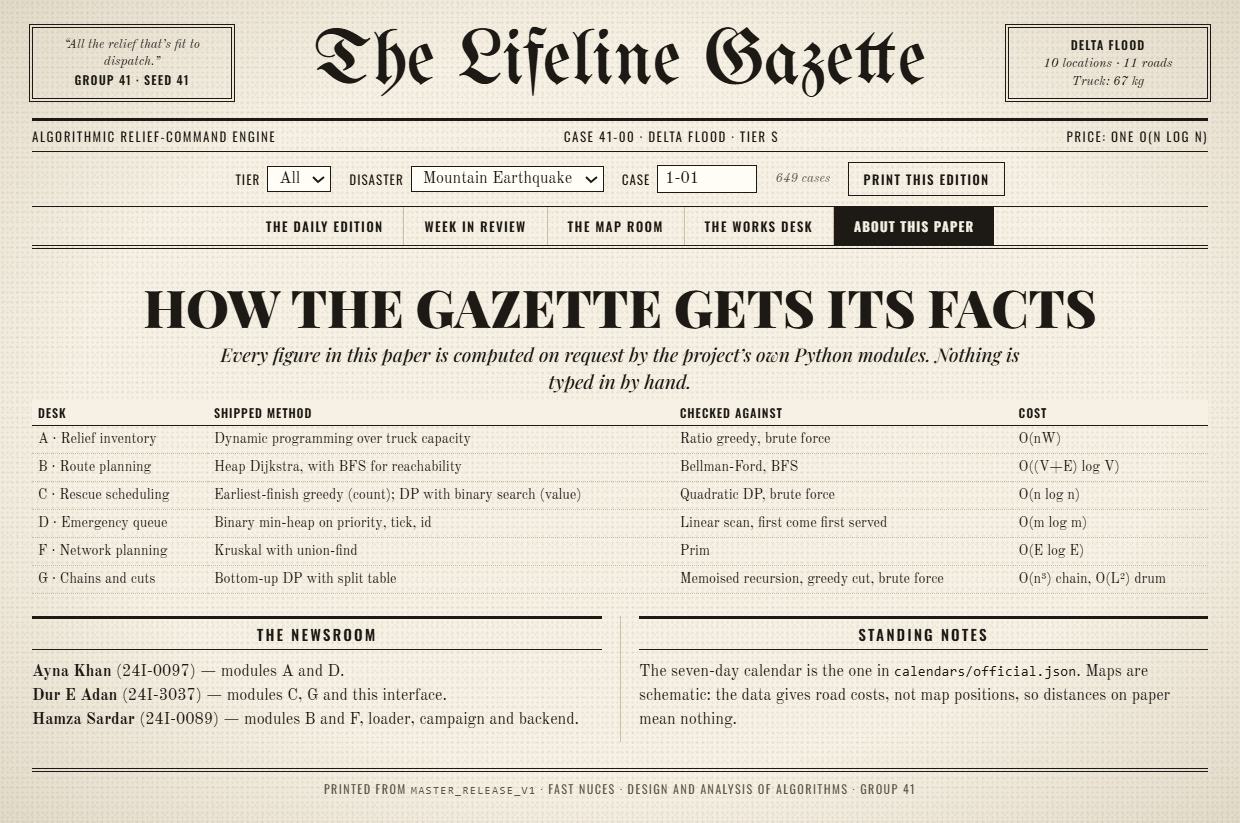 “All the relief that’s fit to
dispatch.”
GROUP 41 · SEED 41
The Lifeline Gazette
DELTA FLOOD
10 locations · 11 roads
Truck: 67 kg
ALGORITHMIC RELIEF-COMMAND ENGINE
CASE 41-00 · DELTA FLOOD · TIER S
PRICE: ONE O(N LOG N)
TIER All DISASTER Mountain Earthquake CASE 1-01 649 cases PRINT THIS EDITION
THE DAILY EDITION WEEK IN REVIEW THE MAP ROOM THE WORKS DESK ABOUT THIS PAPER
HOW THE GAZETTE GETS ITS FACTS
Every figure in this paper is computed on request by the project’s own Python modules. Nothing is
typed in by hand.
DESK SHIPPED METHOD CHECKED AGAINST COST
A · Relief inventory Dynamic programming over truck capacity Ratio greedy, brute force O(nW)
B · Route planning Heap Dijkstra, with BFS for reachability Bellman-Ford, BFS O((V+E) log V)
C · Rescue scheduling Earliest-finish greedy (count); DP with binary search (value) Quadratic DP, brute force O(n log n)
D · Emergency queue Binary min-heap on priority, tick, id Linear scan, first come first served O(m log m)
F · Network planning Kruskal with union-find Prim O(E log E)
G · Chains and cuts Bottom-up DP with split table Memoised recursion, greedy cut, brute force O(n³) chain, O(L²) drum
THE NEWSROOM
Ayna Khan (24I-0097) — modules A and D.
Dur E Adan (24I-3037) — modules C, G and this interface.
Hamza Sardar (24I-0089) — modules B and F, loader, campaign and backend.
STANDING NOTES
The seven-day calendar is the one in calendars/official.json. Maps are
schematic: the data gives road costs, not map positions, so distances on paper
mean nothing.
PRINTED FROM MASTER_RELEASE_V1 · FAST NUCES · DESIGN AND ANALYSIS OF ALGORITHMS · GROUP 41